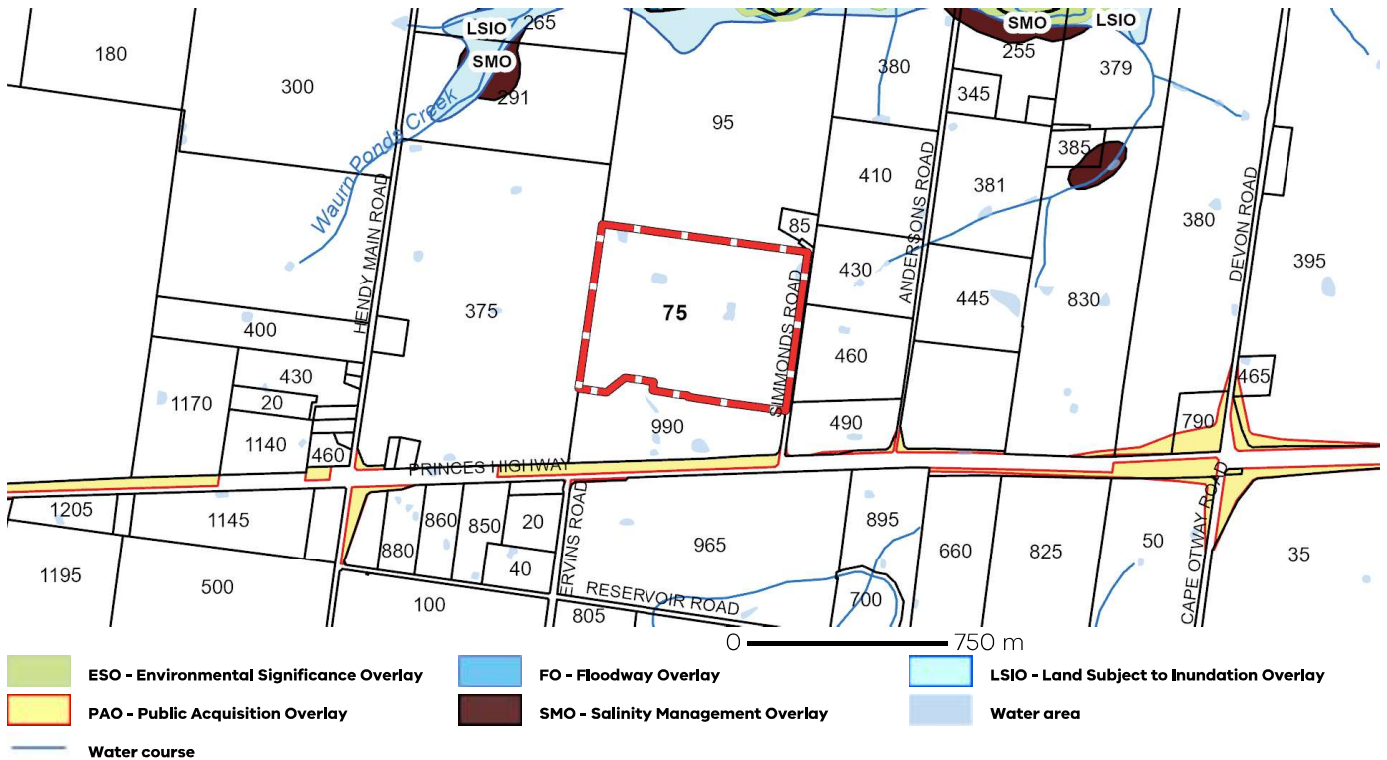 LSIO
265
SMO
LSIO
180
SMO
255
300
291
380
345
379
Waurn Ponds Creek
95
385
410
381
HENDY MAIN ROAD
ANDERSONS ROAD
380
DEVON ROAD
85
430
395
400
375
75
SIMMONDS ROAD
445
830
460
430
20
1170
465
1140
460
990
490
790
PRINCES HIGHWAY
1205
1145
880
860
850
20
40
ERVINS ROAD
965
895
660
825
50
CAPE OTWAY ROAD
35
1195
500
100
RESERVOIR ROAD
805
700
0 750 m
ESO - Environmental Significance Overlay
FO - Floodway Overlay
LSIO - Land Subject to Inundation Overlay
PAO - Public Acquisition Overlay
SMO - Salinity Management Overlay
Water area
Water course